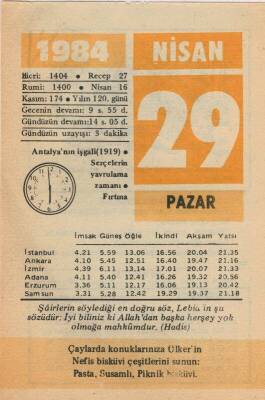 1984
NİSAN
Hicri: 1404 • Recep 27
Rumi: 1400 • Nisan 16
Kasım: 174 • Yılın 120. günü
Gecenin devamı: 9 s. 55 d.
Gündüzün devamı:14 s. 05 d.
Gündüzün uzayışı: 3 dakika
29
PAZAR
Antalya'nın işgali(1919) •
Serçelerin
yavrulama
zamanı •
Fırtına
İmsak Güneş Öğle İkindi Akşam Yatsı
İstanbul 4.21 5.59 13.06 16.56 20.04 21.35
Ankara 4.10 5.45 12.51 16.40 19.47 21.16
İzmir 4.39 6.11 13.14 17.01 20.07 21.33
Adana 4.11 5.40 12.41 16.26 19.32 20.56
Erzurum 3.36 5.11 12.17 16.06 19.13 20.42
Samsun 3.31 5.28 12.42 19.29 19.37 21.18
Şâirlerin söylediği en doğru söz, Lebid'in şu
sözüdür: İyi biliniz ki Allah'dan başka herşey yok
olmağa mahkûmdur. (Hadis)
Çaylarda konuklarınıza Ülker'in
Nefis bisküvi çeşitlerini sunun:
Pasta, Susamlı, Piknik bisküvi.